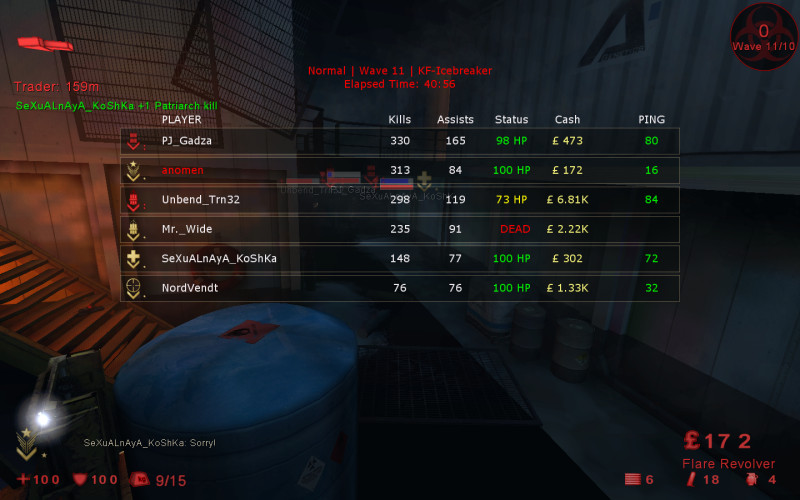 0
Wave 11/10
Normal | Wave 11 | KF-Icebreaker
Elapsed Time: 40:56
Trader: 159m
SeXuALnAyA_KoShKa +1 Patriarch kill
PLAYER Kills Assists Status Cash PING
PJ_Gadza 330 165 98 HP £ 473 80
anomen 313 84 100 HP £ 172 16
Unbend_Trn32 298 119 73 HP £ 6.81K 84
Mr._Wide 235 91 DEAD £ 2.22K
SeXuALnAyA_KoShKa 148 77 100 HP £ 302 72
NordVendt 76 76 100 HP £ 1.33K 32
SeXuALnAyA_KoShKa: Sorry!
£172
Flare Revolver
100 100 9/15 6 18 4